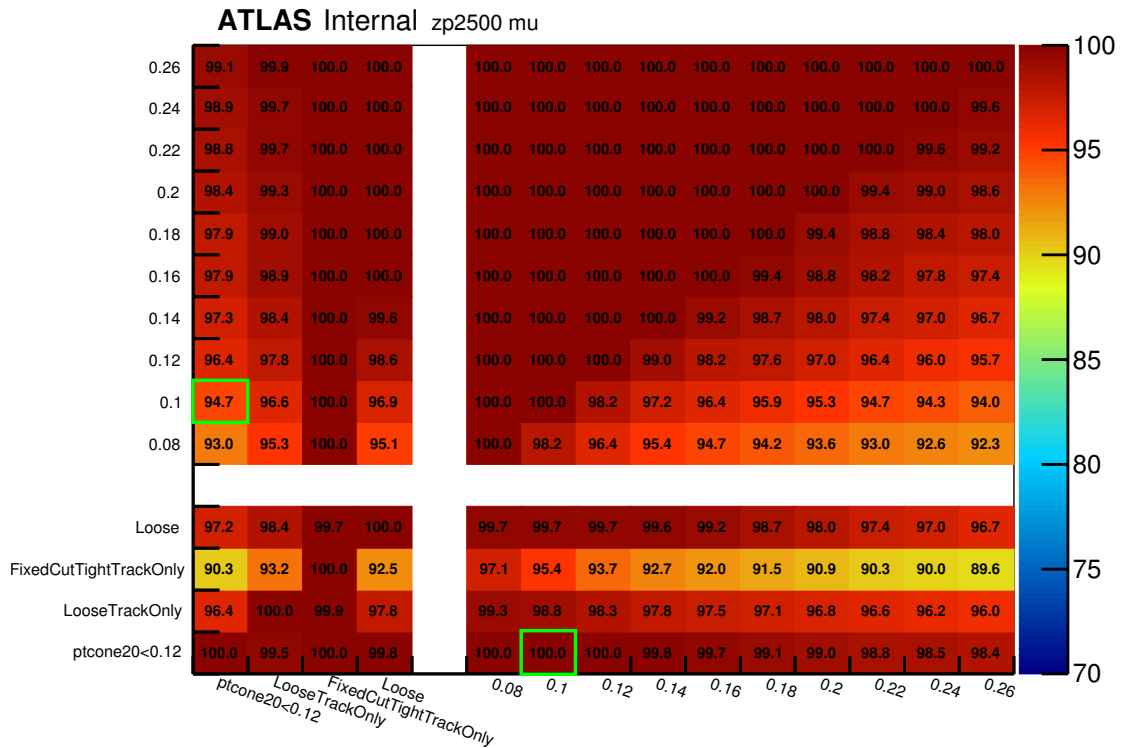 ATLAS Internal zp2500 mu
0.26 99.1 99.9 100.0 100.0 100.0 100.0 100.0 100.0 100.0 100.0 100.0 100.0 100.0 100.0 100
0.24 98.9 99.7 100.0 100.0 100.0 100.0 100.0 100.0 100.0 100.0 100.0 100.0 100.0 99.6
0.22 98.8 99.7 100.0 100.0 100.0 100.0 100.0 100.0 100.0 100.0 100.0 100.0 99.6 99.2 95
0.2 98.4 99.3 100.0 100.0 100.0 100.0 100.0 100.0 100.0 100.0 100.0 99.4 99.0 98.6
0.18 97.9 99.0 100.0 100.0 100.0 100.0 100.0 100.0 100.0 100.0 99.4 98.8 98.4 98.0
0.16 97.9 98.9 100.0 100.0 100.0 100.0 100.0 100.0 100.0 99.4 98.8 98.2 97.8 97.4 90
0.14 97.3 98.4 100.0 99.6 100.0 100.0 100.0 100.0 99.2 98.7 98.0 97.4 97.0 96.7
0.12 96.4 97.8 100.0 98.6 100.0 100.0 100.0 99.0 98.2 97.6 97.0 96.4 96.0 95.7 85
0.1 94.7 96.6 100.0 96.9 100.0 100.0 98.2 97.2 96.4 95.9 95.3 94.7 94.3 94.0
0.08 93.0 95.3 100.0 95.1 100.0 98.2 96.4 95.4 94.7 94.2 93.6 93.0 92.6 92.3
80
Loose 97.2 98.4 99.7 100.0 99.7 99.7 99.7 99.6 99.2 98.7 98.0 97.4 97.0 96.7
FixedCutTightTrackOnly 90.3 93.2 100.0 92.5 97.1 95.4 93.7 92.7 92.0 91.5 90.9 90.3 90.0 89.6 75
LooseTrackOnly 96.4 100.0 99.9 97.8 99.3 98.8 98.3 97.8 97.5 97.1 96.8 96.6 96.2 96.0
ptcone20<0.12 100.0 99.5 100.0 99.8 100.0 100.0 100.0 99.8 99.7 99.1 99.0 98.8 98.5 98.4
70
ptcone20<0.12 LooseTrackOnly FixedCutTightTrackOnly Loose 0.08 0.1 0.12 0.14 0.16 0.18 0.2 0.22 0.24 0.26